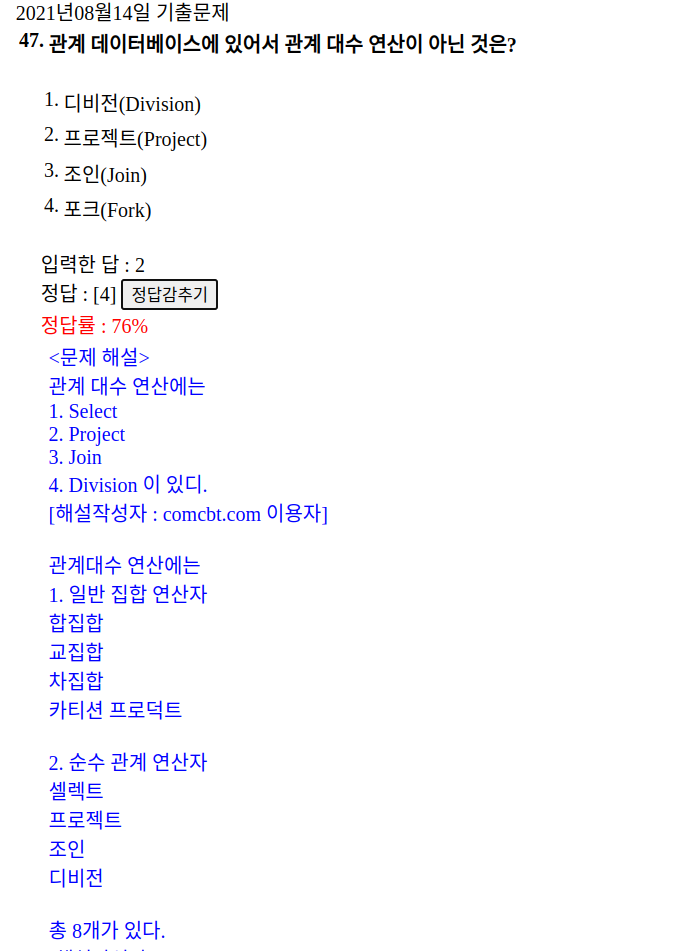 2021년08월14일 기출문제
47. 관계 데이터베이스에 있어서 관계 대수 연산이 아닌 것은?
1. 디비전(Division)
2. 프로젝트(Project)
3. 조인(Join)
4. 포크(Fork)
입력한 답 : 2
정답 : [4] 정답감추기
정답률 : 76%
<문제 해설>
관계 대수 연산에는
1. Select
2. Project
3. Join
4. Division 이 있디.
[해설작성자 : comcbt.com 이용자]
관계대수 연산에는
1. 일반 집합 연산자
합집합
교집합
차집합
카티션 프로덕트
2. 순수 관계 연산자
셀렉트
프로젝트
조인
디비전
총 8개가 있다.